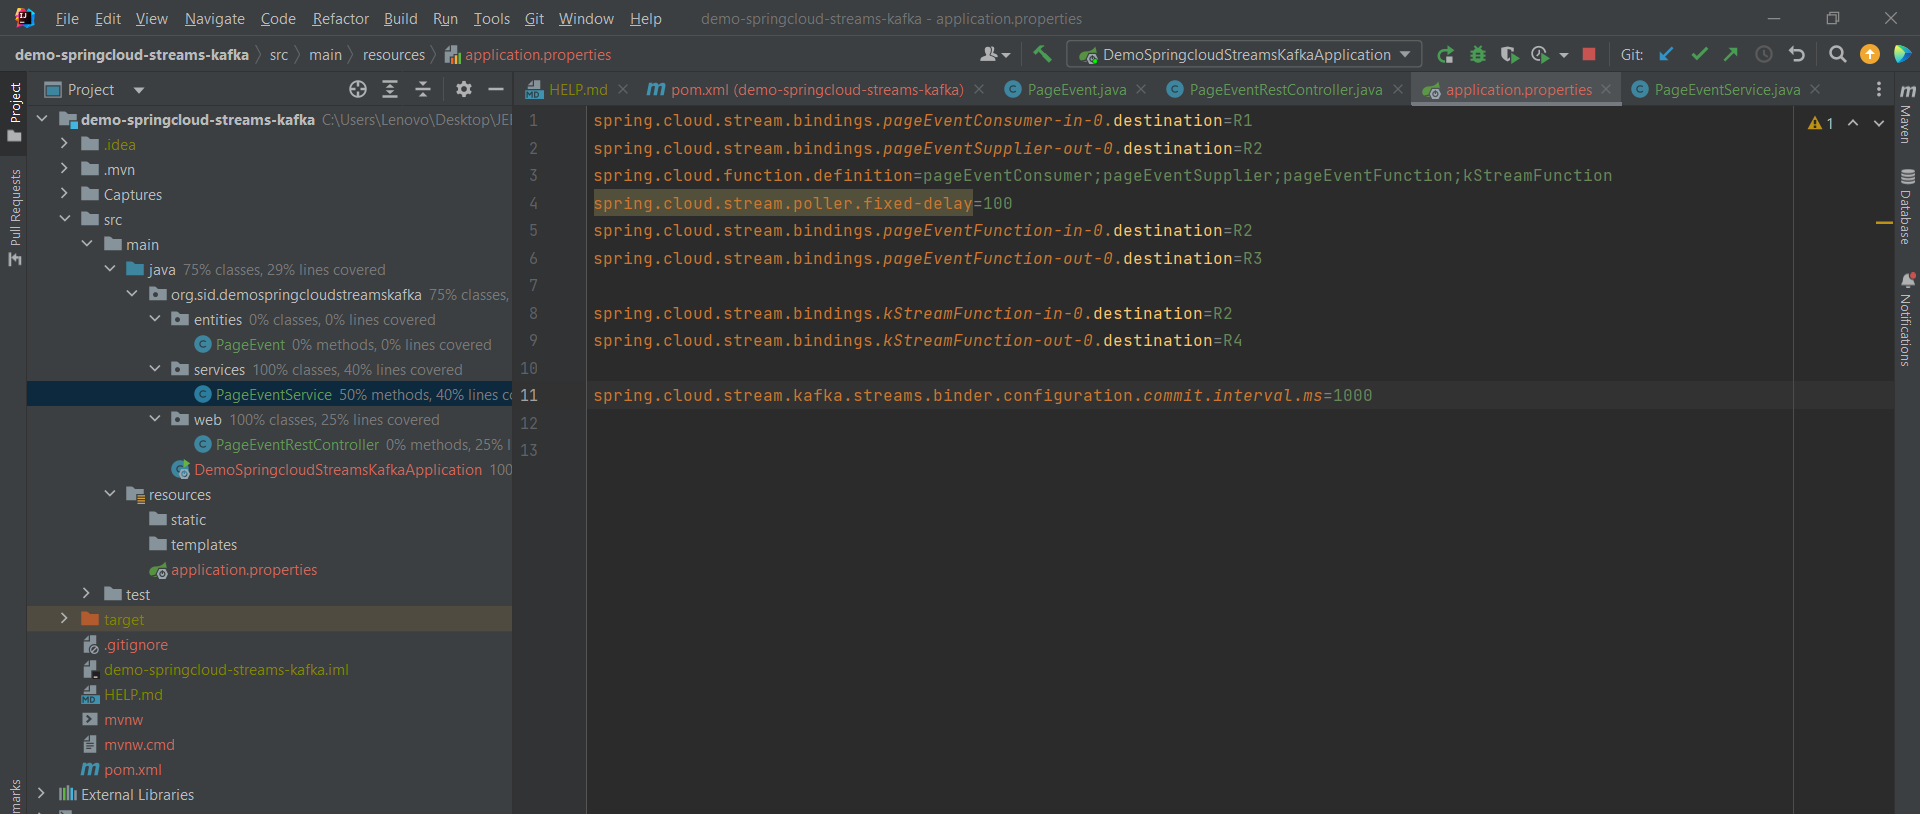 File Edit View Navigate Code Refactor Build Run Tools Git Window Help demo-springcloud-streams-kafka - application.properties
demo-springcloud-streams-kafka src main resources application.properties DemoSpringcloudStreamsKafkaApplication Git:
Project
HELP.md pom.xml (demo-springcloud-streams-kafka) PageEvent.java PageEventRestController.java application.properties PageEventService.java
demo-springcloud-streams-kafka C:\Users\Lenovo\Desktop\JEI
.idea
.mvn
Captures
src
main
java 75% classes, 29% lines covered
org.sid.demospringcloudstreamskafka 75% classes,
entities 0% classes, 0% lines covered
PageEvent 0% methods, 0% lines covered
services 100% classes, 40% lines covered
PageEventService 50% methods, 40% lines co
web 100% classes, 25% lines covered
PageEventRestController 0% methods, 25% l
DemoSpringcloudStreamsKafkaApplication 100
resources
static
templates
application.properties
test
target
.gitignore
demo-springcloud-streams-kafka.iml
HELP.md
mvnw
mvnw.cmd
pom.xml
External Libraries
1 spring.cloud.stream.bindings.pageEventConsumer-in-0.destination=R1
2 spring.cloud.stream.bindings.pageEventSupplier-out-0.destination=R2
3 spring.cloud.function.definition=pageEventConsumer;pageEventSupplier;pageEventFunction;kStreamFunction
4 spring.cloud.stream.poller.fixed-delay=100
5 spring.cloud.stream.bindings.pageEventFunction-in-0.destination=R2
6 spring.cloud.stream.bindings.pageEventFunction-out-0.destination=R3
7
8 spring.cloud.stream.bindings.kStreamFunction-in-0.destination=R2
9 spring.cloud.stream.bindings.kStreamFunction-out-0.destination=R4
10
11 spring.cloud.stream.kafka.streams.binder.configuration.commit.interval.ms=1000
12
13
1
Project
Pull Requests
marks
m Maven
Database
Notifications